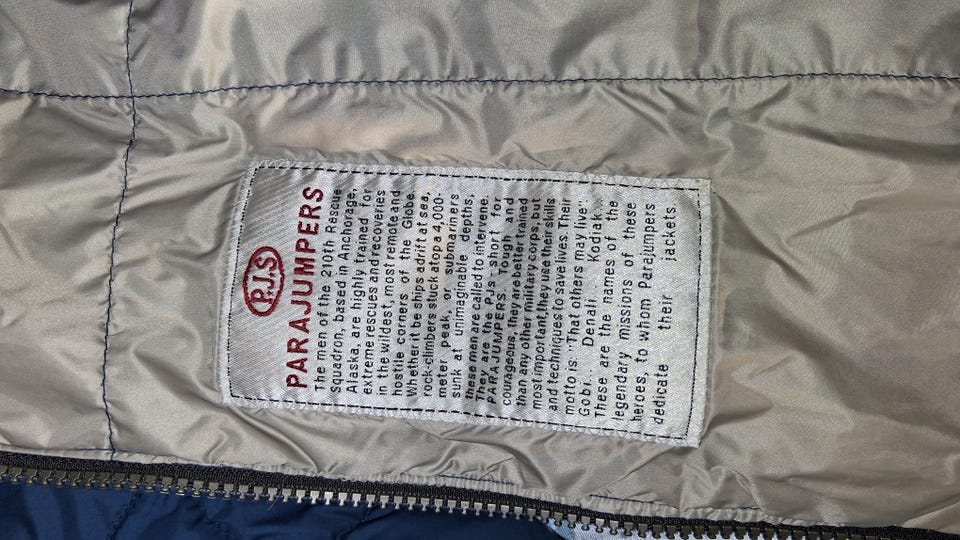 P.J.S
PARAJUMPERS
The men of the 210th Rescue
Squadron, based in Anchorage,
Alaska, are highly trained for
extreme rescues and recoveries
in the wildest, most remote and
hostile corners of the Globe.
Whether it be ships adrift at sea,
rock-climbers stuck atop a 4,000-
meter peak, or submariners
sunk at unimaginable depths,
these men are called to intervene.
They are the PJs - short for
PARAJUMPERS Tough and
courageous, they are better trained
than any other military corps, but
most important, they use their skills
and techniques to save lives. Their
motto is: "That others may live"
Gobi.. Denali.. Kodiak..
These are the names of the
legendary missions of these
heroes, to whom Parajumpers
dedicate their jackets